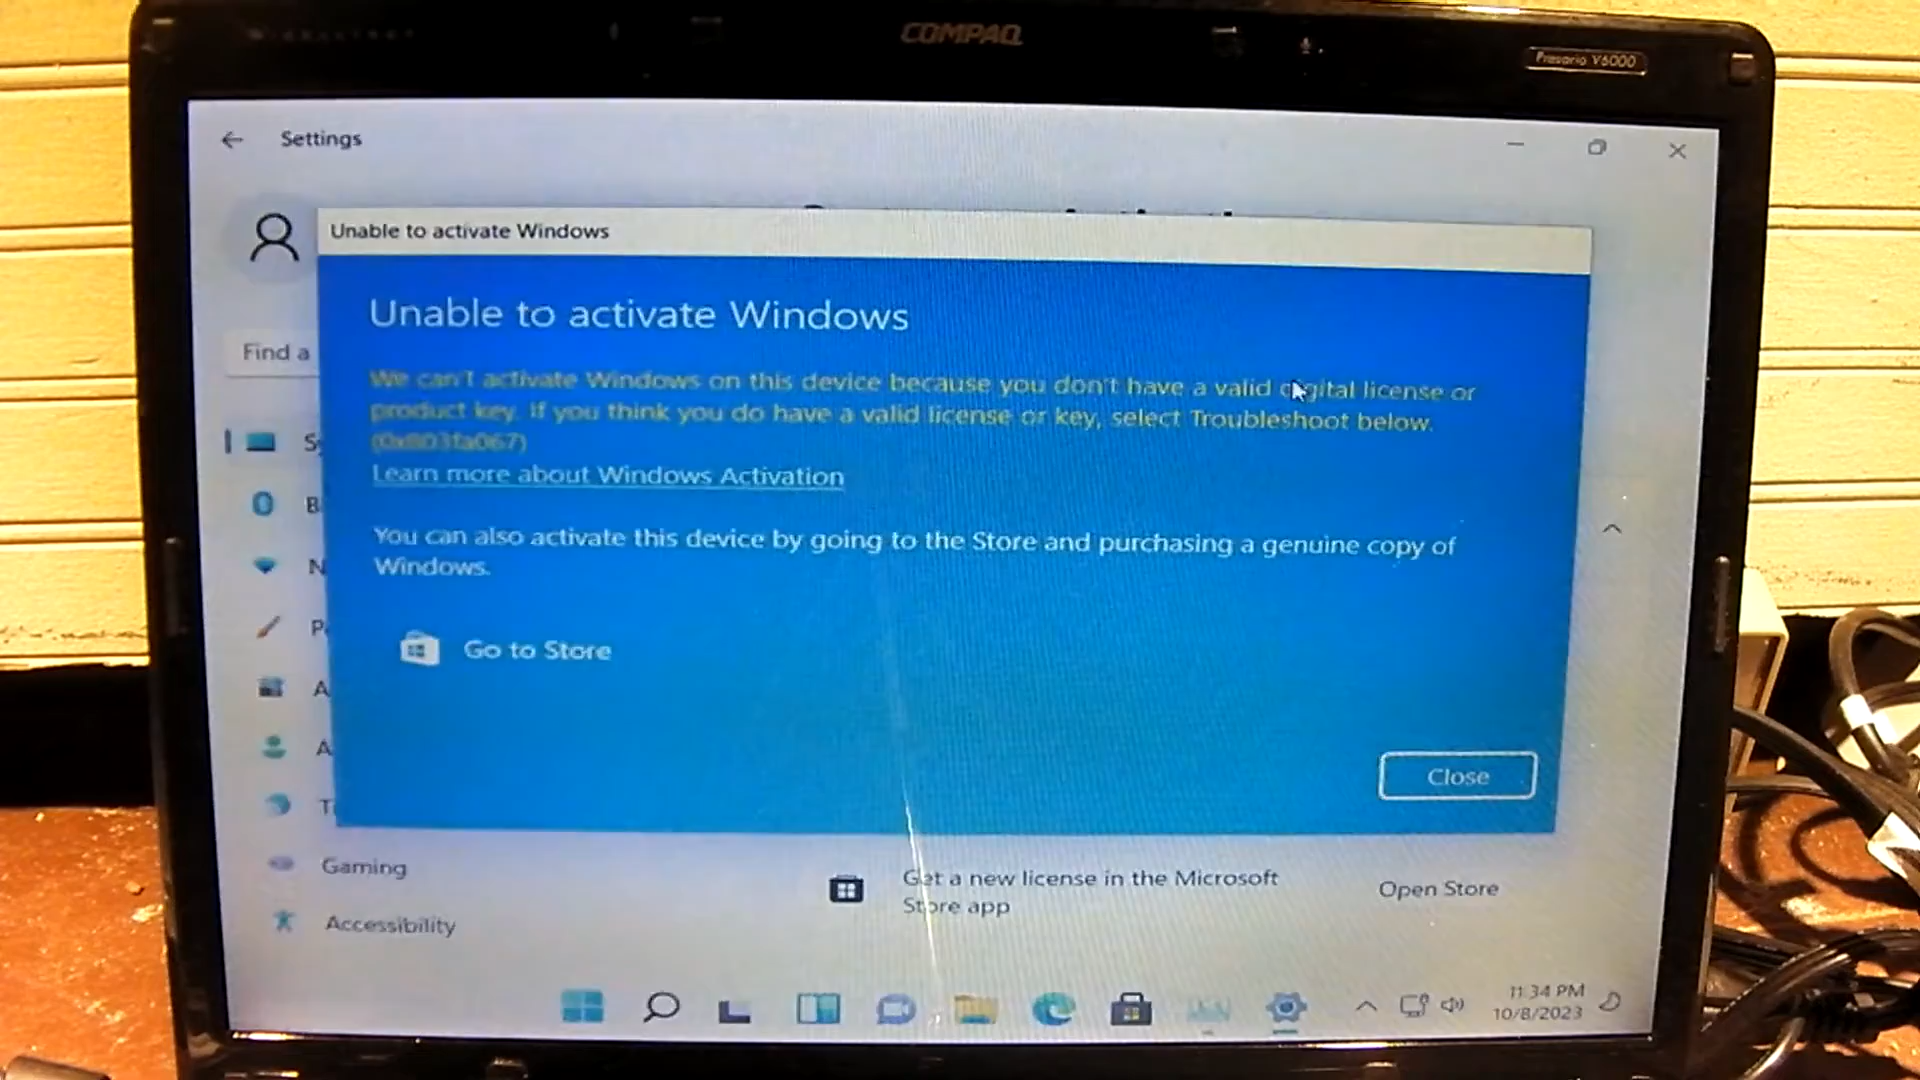 COMPAQ
Presario V6000
Settings
Unable to activate Windows
Unable to activate Windows
Find a
We can't activate Windows on this device because you don't have a valid digital license or
product key. If you think you do have a valid license or key, select Troubleshoot below.
(0x803fa067)
Learn more about Windows Activation
You can also activate this device by going to the Store and purchasing a genuine copy of
Windows.
Go to Store
Close
Gaming
Accessibility
Get a new license in the Microsoft
Store app
Open Store
11:34 PM
10/8/2023